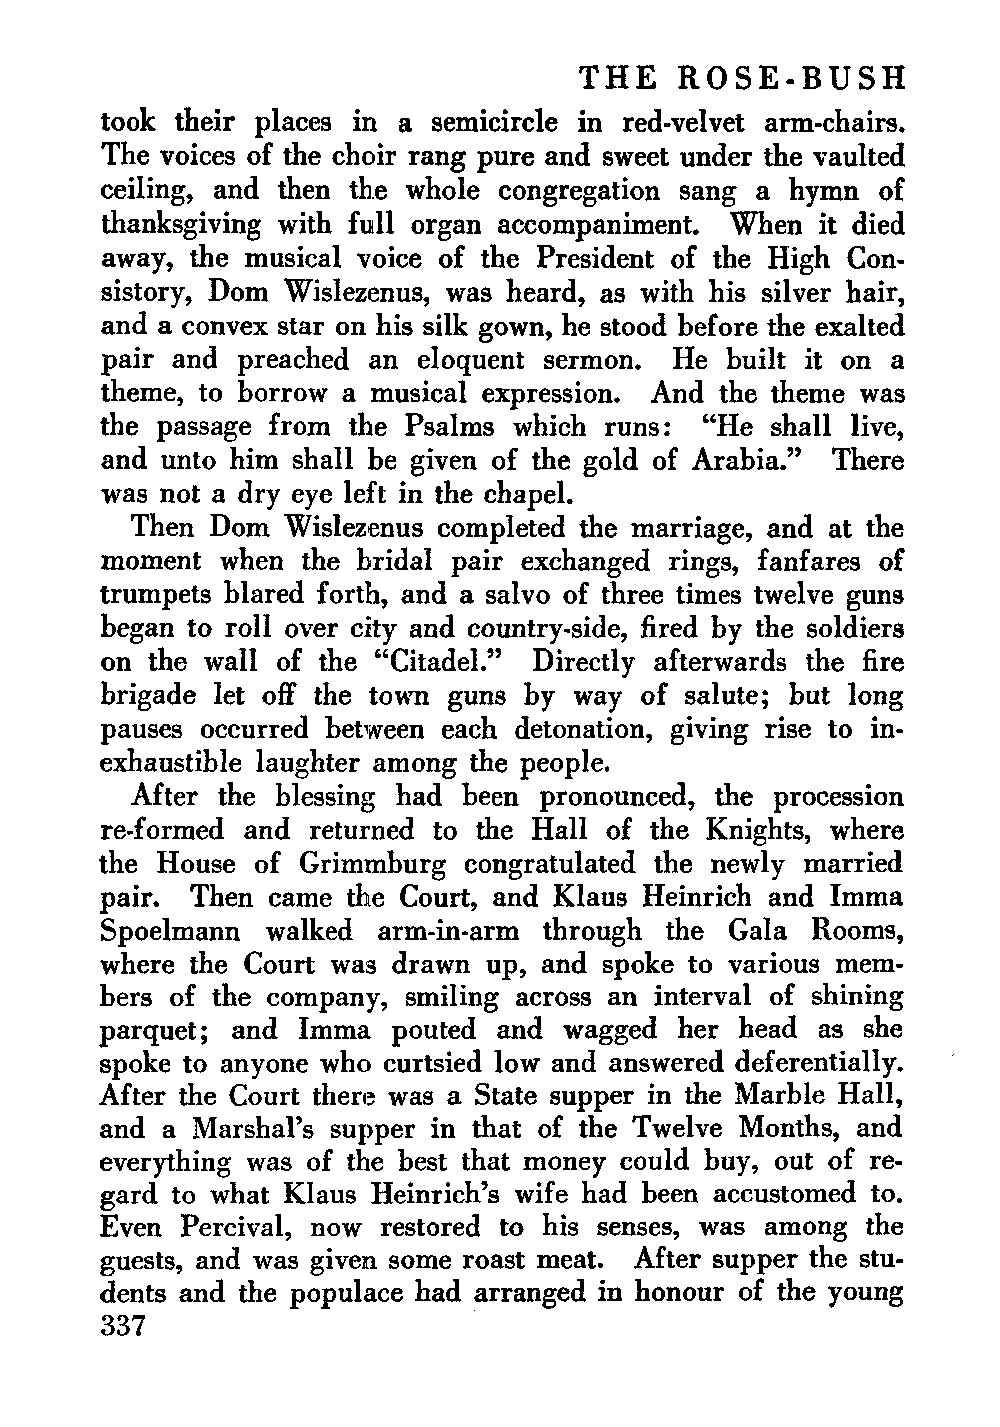 THE ROSE-BUSH
took their places in a semicircle in red-velvet arm-chairs.
The voices of the choir rang pure and sweet under the vaulted
ceiling, and then the whole congregation sang a hymn of
thanksgiving with full organ accompaniment. When it died
away, the musical voice of the President of the High Con-
sistory, Dom Wislezenus, was heard, as with his silver hair,
and a convex star on his silk gown, he stood before the exalted
pair and preached an eloquent sermon. He built it on a
theme, to borrow a musical expression. And the theme was
the passage from the Psalms which runs: “He shall live,
and unto him shall be given of the gold of Arabia.” There
was not a dry eye left in the chapel.
Then Dom Wislezenus completed the marriage, and at the
moment when the bridal pair exchanged rings, fanfares of
trumpets blared forth, and a salvo of three times twelve guns
began to roll over city and country-side, fired by the soldiers
on the wall of the “Citadel.” Directly afterwards the fire
brigade let off the town guns by way of salute; but long
pauses occurred between each detonation, giving rise to in-
exhaustible laughter among the people.
After the blessing had been pronounced, the procession
re-formed and returned to the Hall of the Knights, where
the House of Grimmburg congratulated the newly married
pair. Then came the Court, and Klaus Heinrich and Imma
Spoelmann walked arm-in-arm through the Gala Rooms,
where the Court was drawn up, and spoke to various mem-
bers of the company, smiling across an interval of shining
parquet; and Imma pouted and wagged her head as she
spoke to anyone who curtsied low and answered deferentially.
After the Court there was a State supper in the Marble Hall,
and a Marshal’s supper in that of the Twelve Months, and
everything was of the best that money could buy, out of re-
gard to what Klaus Heinrich’s wife had been accustomed to.
Even Percival, now restored to his senses, was among the
guests, and was given some roast meat. After supper the stu-
dents and the populace had arranged in honour of the young
337